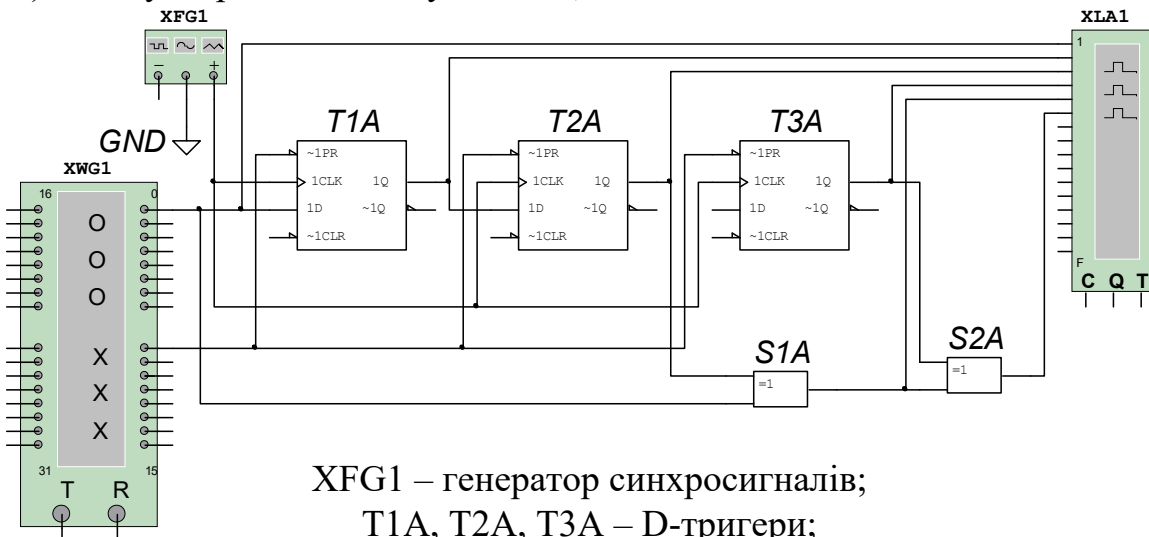 XFG1
XLA1
1
T1A
T2A
T3A
GND
~1PR
1CLK
1Q
1D
~1Q
~1CLR
~1PR
1CLK
1Q
1D
~1Q
~1CLR
~1PR
1CLK
1Q
1D
~1Q
~1CLR
XWG1
16
0
O
O
O
X
X
X
31
15
T
R
F
C Q T
S1A
=1
S2A
=1
XFG1 – генератор синхросигналів;
T1A, T2A, T3A – D-тригери;